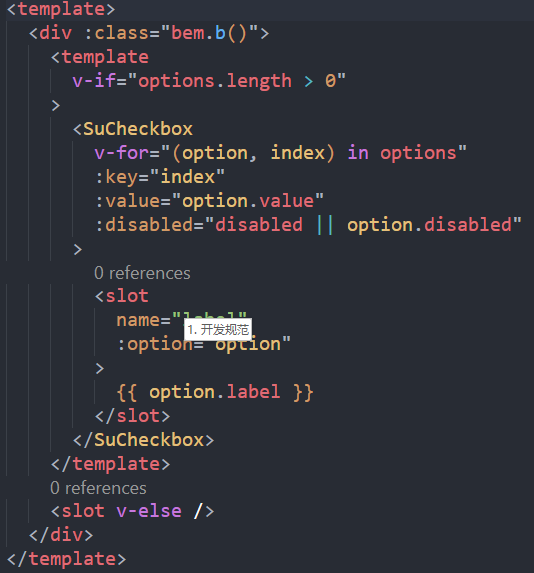 <template>
<div :class="bem.b()">
<template
v-if="options.length > 0"
>
<SuCheckbox
v-for="(option, index) in options"
:key="index"
:value="option.value"
:disabled="disabled || option.disabled"
>
0 references
<slot
name="label"
1. 开发规范
:option="option"
>
{{ option.label }}
</slot>
</SuCheckbox>
</template>
0 references
<slot v-else />
</div>
</template>